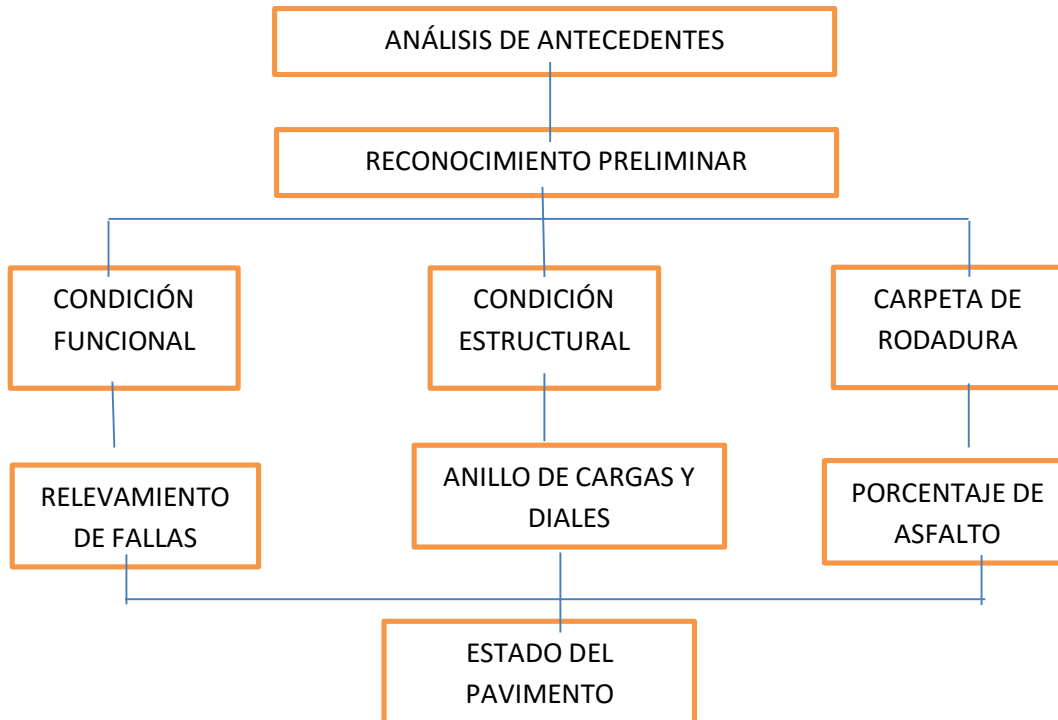 ANÁLISIS DE ANTECEDENTES
RECONOCIMIENTO PRELIMINAR
CONDICIÓN
FUNCIONAL
CONDICIÓN
ESTRUCTURAL
CARPETA DE
RODADURA
RELEVAMIENTO
DE FALLAS
ANILLO DE CARGAS Y
DIALES
PORCENTAJE DE
ASFALTO
ESTADO DEL
PAVIMENTO